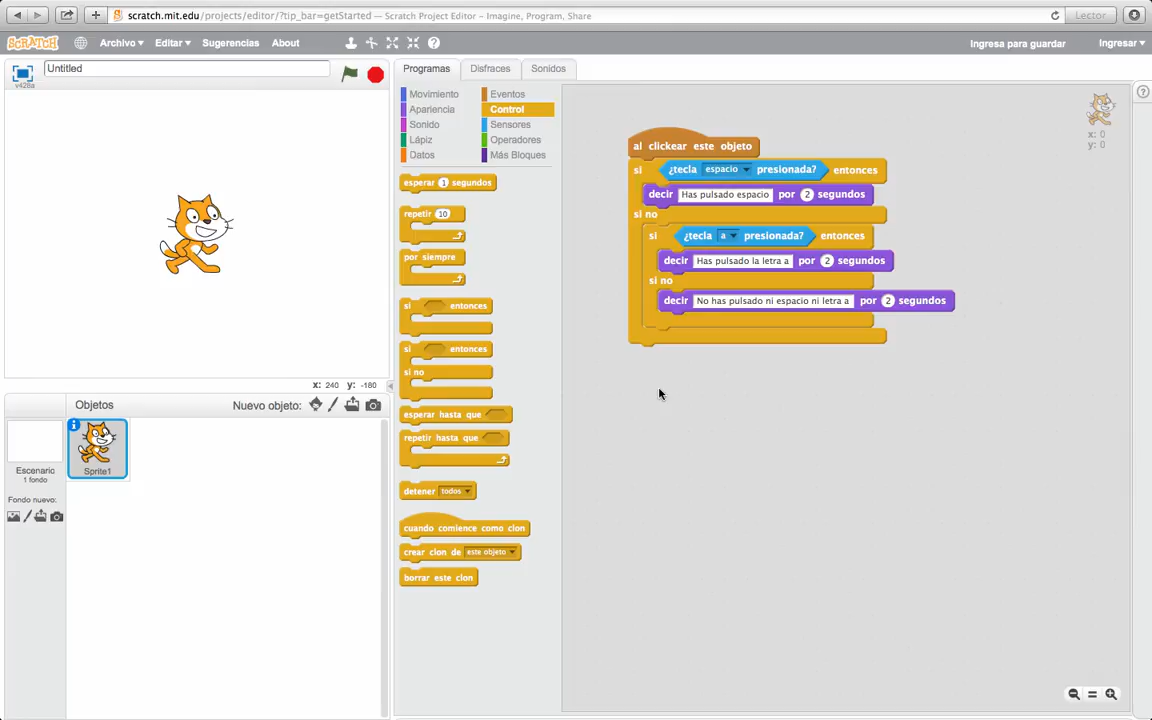 scratch.mit.edu/projects/editor/?tip_bar=getStarted — Scratch Project Editor - Imagine, Program, Share
Lector
SCRATCH
Archivo
Editar
Sugerencias
About
Ingresa para guardar
Ingresar
Untitled
v428a
Programas
Disfraces
Sonidos
Movimiento
Apariencia
Sonido
Lápiz
Datos
Eventos
Control
Sensores
Operadores
Más Bloques
esperar 1 segundos
repetir 10
por siempre
si entonces
si entonces
si no
esperar hasta que
repetir hasta que
detener todos
cuando comience como clon
crear clon de este objeto
borrar este clon
al clickear este objeto
si ¿tecla espacio presionada? entonces
decir Has pulsado espacio por 2 segundos
si no
si ¿tecla a presionada? entonces
decir Has pulsado la letra a por 2 segundos
si no
decir No has pulsado ni espacio ni letra a por 2 segundos
x: 0
y: 0
x: 240 y: -180
Objetos
Nuevo objeto:
Sprite1
Escenario
1 fondo
Fondo nuevo: